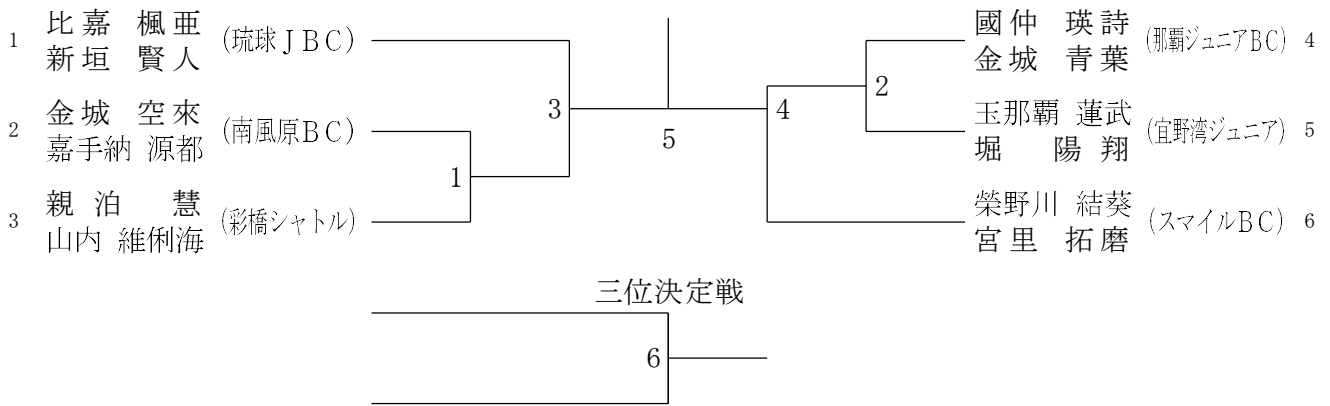 1 比嘉 楓亜 (琉球JBC)
新垣 賢人
2 金城 空來 (南風原BC)
嘉手納 源都
3 親泊 慧 (彩橋シャトル)
山内 維俐海
1
3
5
4
2
國仲 瑛詩 (那覇ジュニアBC) 4
金城 青葉
玉那覇 蓮武 (宜野湾ジュニア) 5
堀 陽翔
榮野川 結葵 (スマイルBC) 6
宮里 拓磨
三位決定戦
6